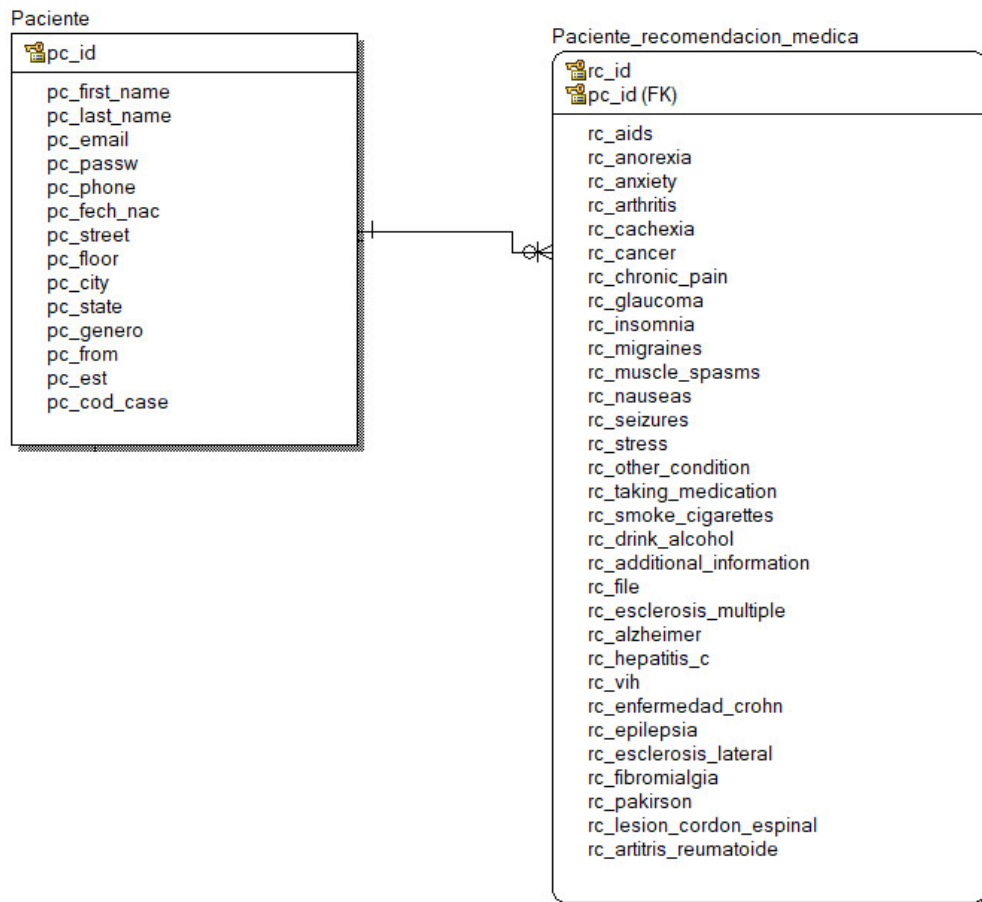 Paciente
pc_id
pc_first_name
pc_last_name
pc_email
pc_passw
pc_phone
pc_fech_nac
pc_street
pc_floor
pc_city
pc_state
pc_genero
pc_from
pc_est
pc_cod_case
Paciente_recomendacion_medica
rc_id
pc_id (FK)
rc_aids
rc_anorexia
rc_anxiety
rc_arthritis
rc_cachexia
rc_cancer
rc_chronic_pain
rc_glaucoma
rc_insomnia
rc_migraines
rc_muscle_spasms
rc_nauseas
rc_seizures
rc_stress
rc_other_condition
rc_taking_medication
rc_smoke_cigarettes
rc_drink_alcohol
rc_additional_information
rc_file
rc_esclerosis_multiple
rc_alzheimer
rc_hepatitis_c
rc_vih
rc_enfermedad_crohn
rc_epilepsia
rc_esclerosis_lateral
rc_fibromialgia
rc_pakirson
rc_lesion_cordon_espinal
rc_artitris_reumatoide